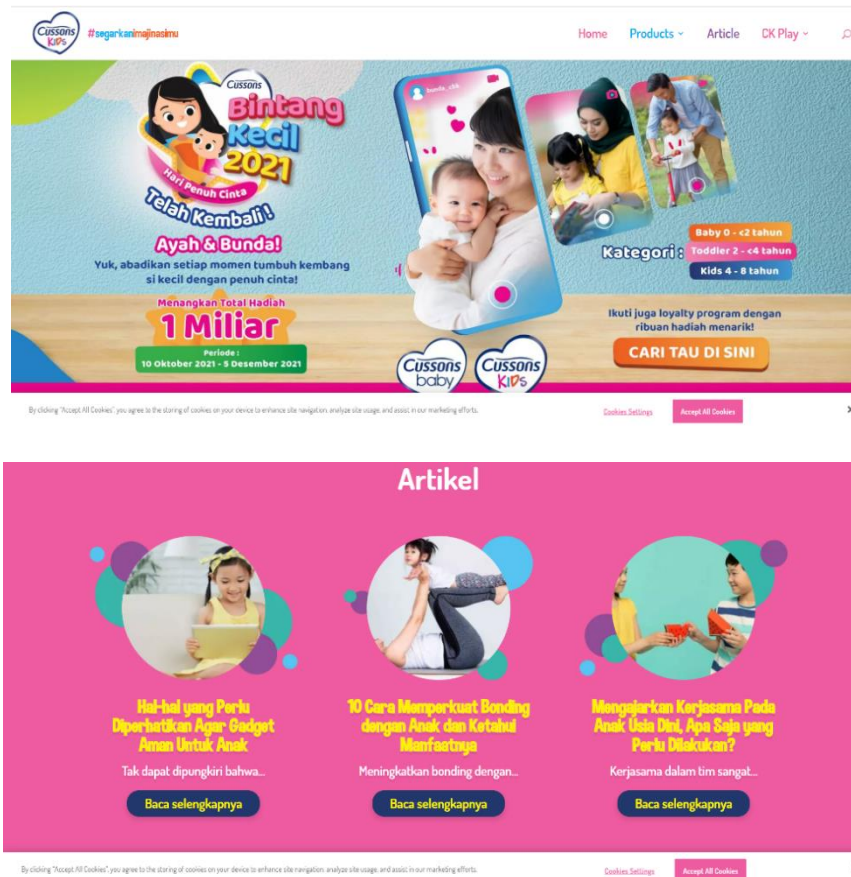 Cussons
KIDS
#segarkanimajinasimu
Home Products Article CK Play
Cussons
Bintang
Kecil
2021
Hari Penuh Cinta
Telah Kembali!
Ayah & Bunda!
Yuk, abadikan setiap momen tumbuh kembang
si kecil dengan penuh cinta!
Menangkan Total Hadiah
1 Miliar
Periode :
10 Oktober 2021 - 5 Desember 2021
bunda_cbk
Kategori :
Baby 0 - <2 tahun
Toddler 2 - <4 tahun
Kids 4 - 8 tahun
Ikuti juga loyalty program dengan
ribuan hadiah menarik!
CARI TAU DI SINI
Cussons
baby
Cussons
KIDS
By clicking "Accept All Cookies", you agree to the storing of cookies on your device to enhance site navigation, analyze site usage, and assist in our marketing efforts.
Cookies Settings
Accept All Cookies
X
Artikel
Hal-hal yang Perlu
Diperhatikan Agar Gadget
Aman Untuk Anak
Tak dapat dipungkiri bahwa...
Baca selengkapnya
10 Cara Memperkuat Bonding
dengan Anak dan Ketahui
Manfaatnya
Meningkatkan bonding dengan...
Baca selengkapnya
Mengajarkan Kerjasama Pada
Anak Usia Dini, Apa Saja yang
Perlu Dilakukan?
Kerjasama dalam tim sangat...
Baca selengkapnya
By clicking "Accept All Cookies", you agree to the storing of cookies on your device to enhance site navigation, analyze site usage, and assist in our marketing efforts.
Cookies Settings
Accept All Cookies